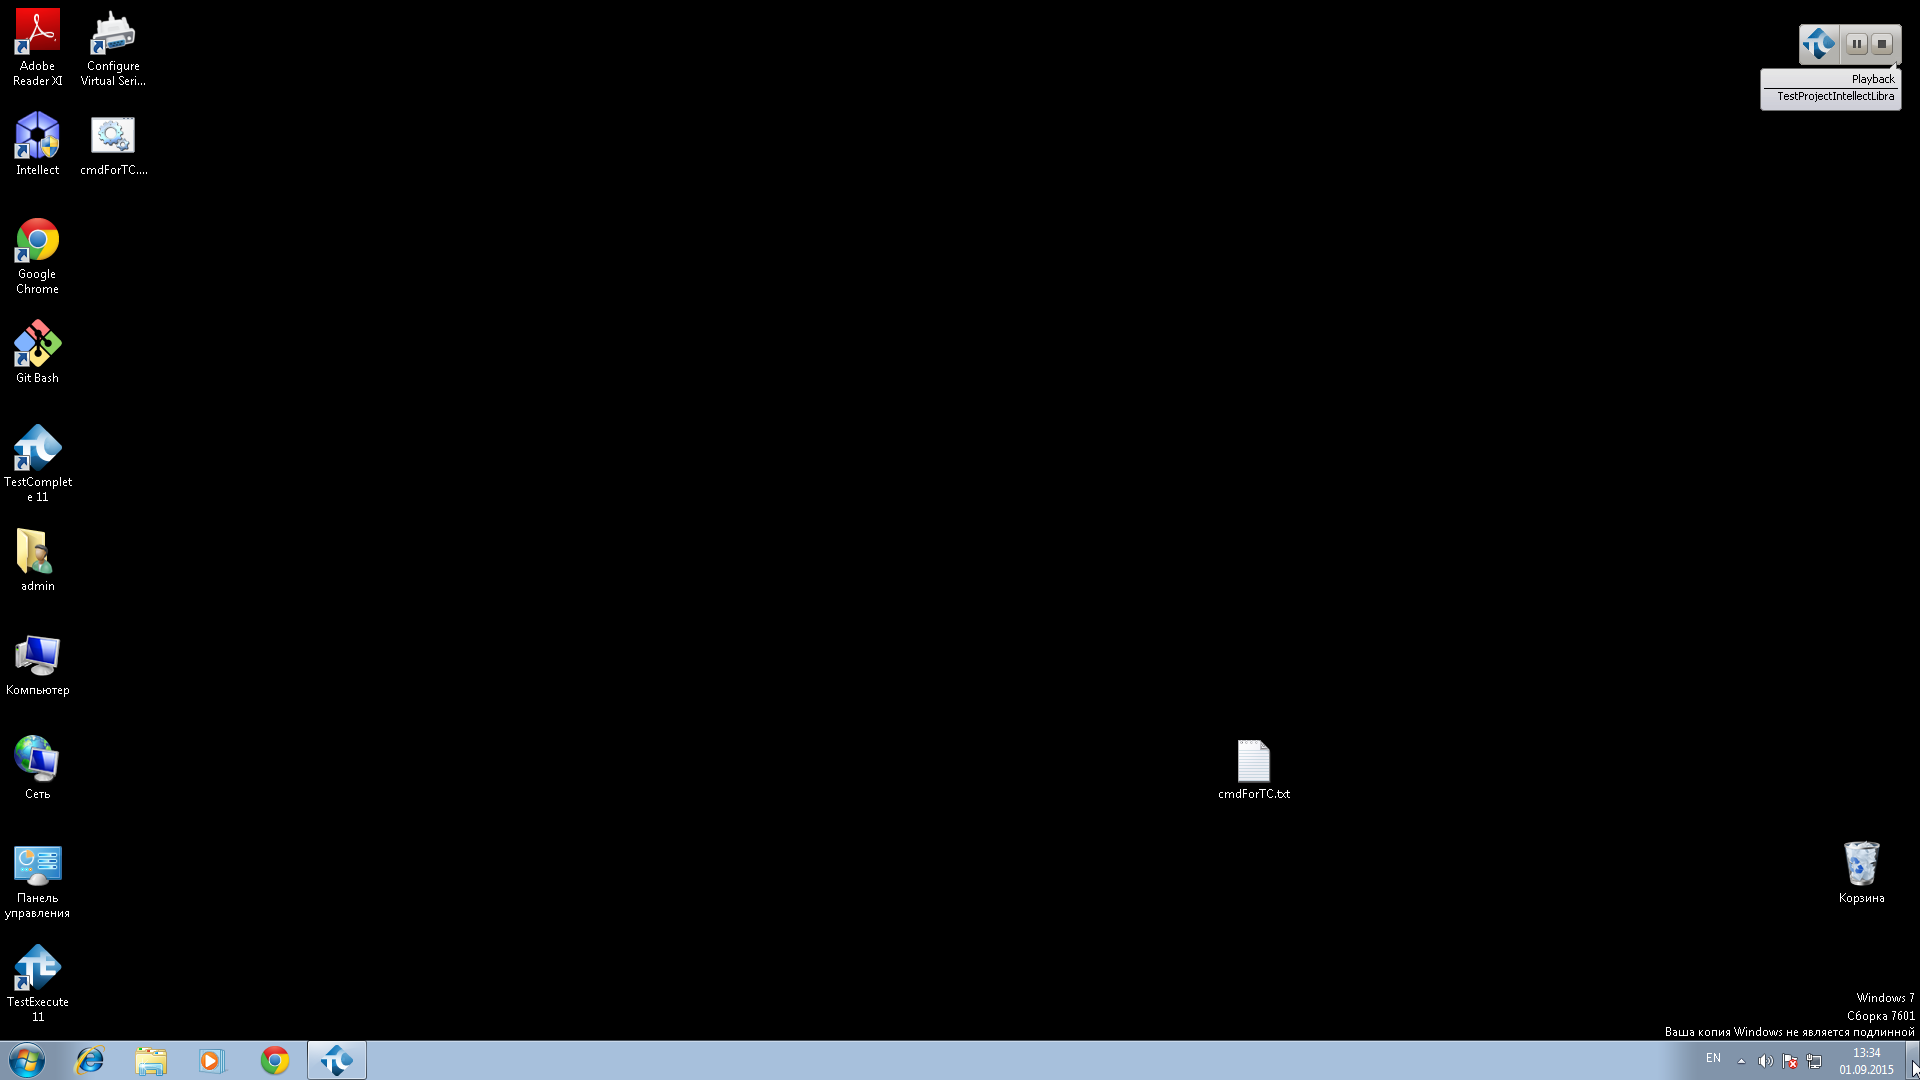 Adobe
Reader XI
Configure
Virtual Seri...
Intellect
cmdForTC....
Google
Chrome
Git Bash
TestComplet
e 11
admin
Компьютер
Сеть
Панель
управления
TestExecute
11
Playback
TestProjectIntellectLibra
cmdForTC.txt
Корзина
Windows 7
Сборка 7601
Ваша копия Windows не является подлинной
EN
13:34
01.09.2015